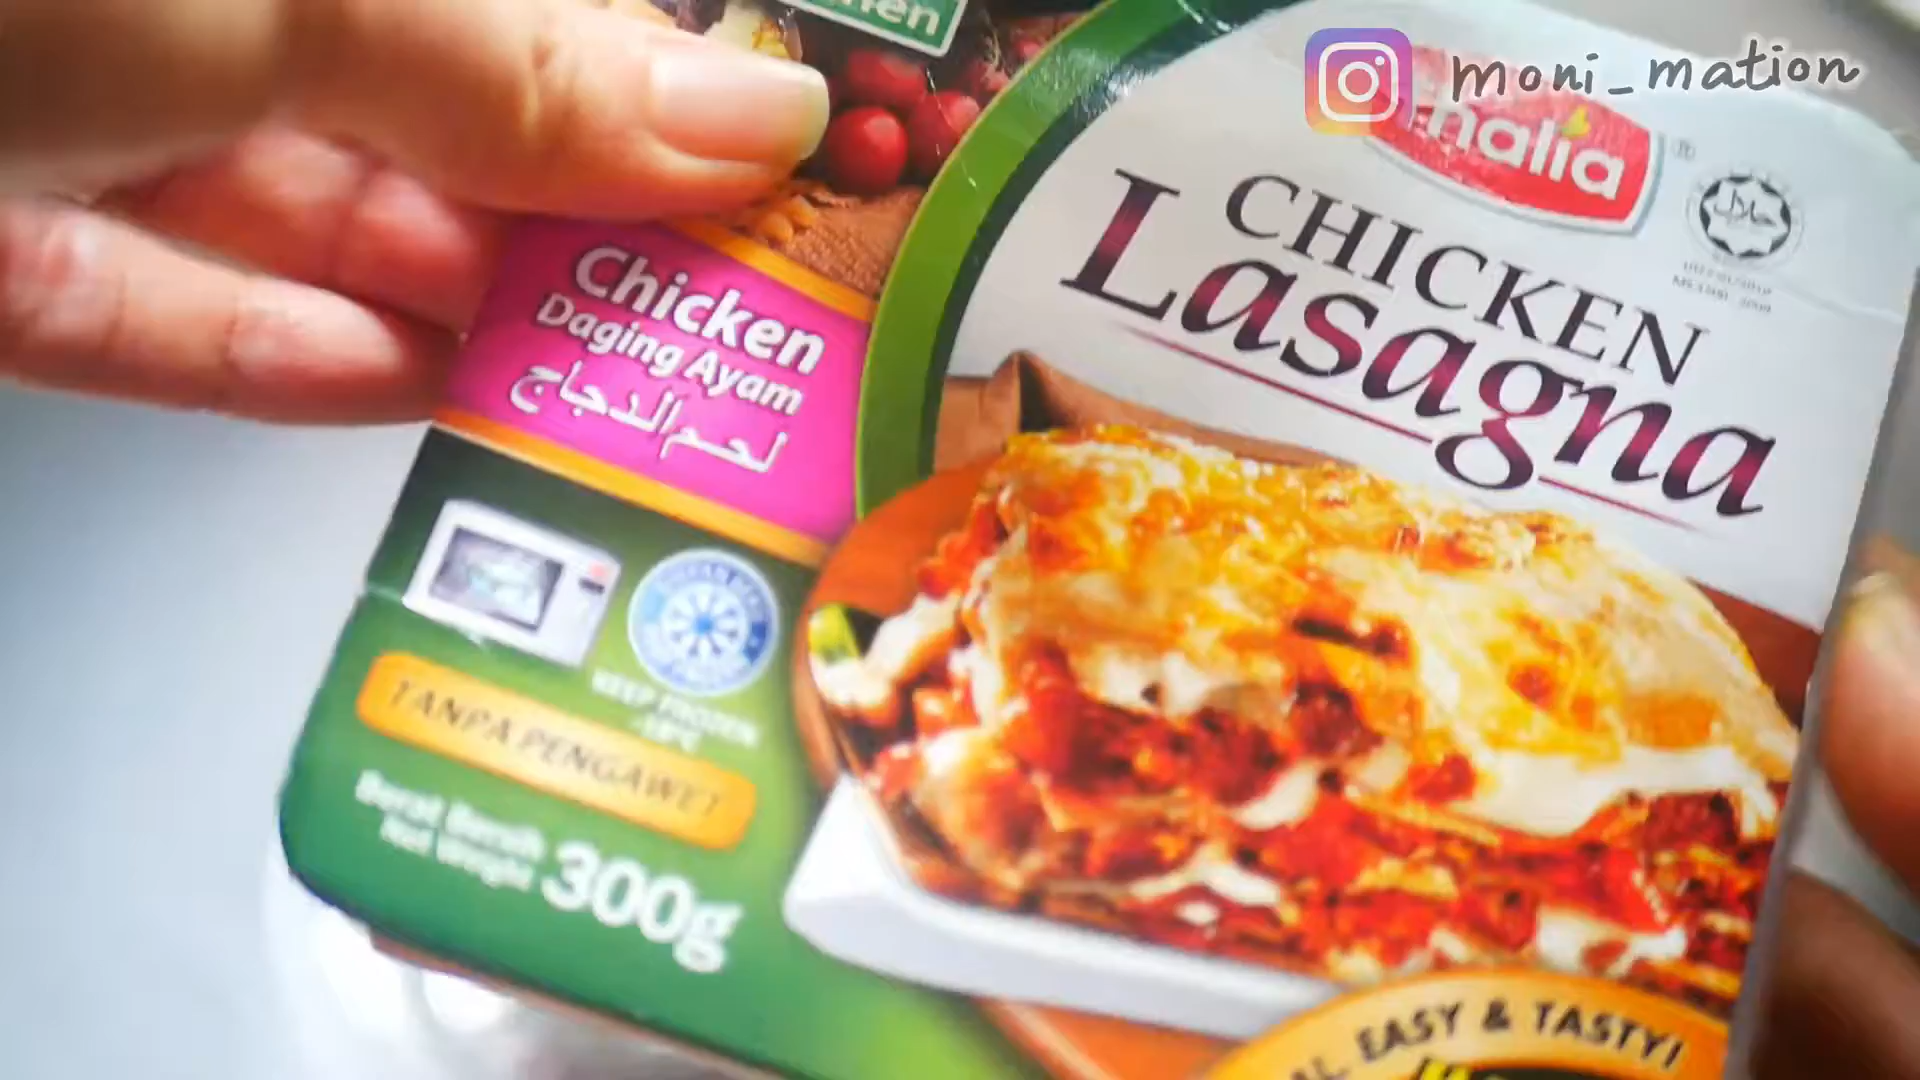 moni_mation
CHICKEN
Lasagna
Chicken
Daging Ayam
لحم الدجاج
KEEP FROZEN
-18°C
TANPA PENGAWET
Berat Bersih
Net Weight
300g
EASY & TASTY!